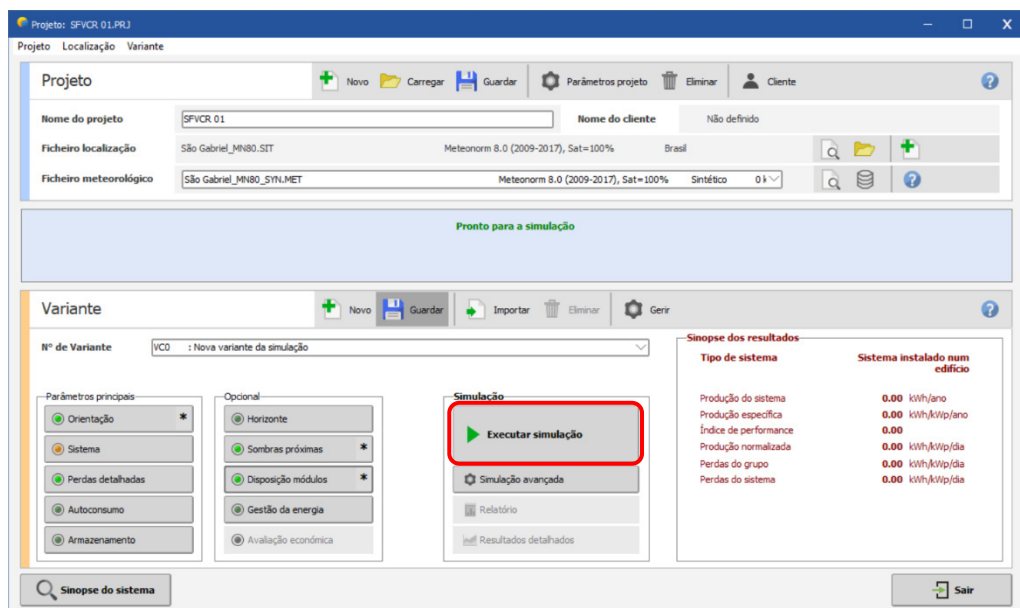 Projeto: SFVCR 01.PRJ
Projeto Localização Variante
Projeto
Novo Carregar Guardar Parâmetros projeto Eliminar Cliente
Nome do projeto SFVCR 01 Nome do cliente Não definido
Ficheiro localização São Gabriel_MN80.SIT Meteonorm 8.0 (2009-2017), Sat=100% Brasil
Ficheiro meteorológico São Gabriel_MN80_SYN.MET Meteonorm 8.0 (2009-2017), Sat=100% Sintético 0 k
Pronto para a simulação
Variante
Novo Guardar Importar Eliminar Gerir
Nº de Variante VC0 : Nova variante da simulação
Parâmetros principais
Orientação *
Sistema
Perdas detalhadas
Autoconsumo
Armazenamento
Opcional
Horizonte
Sombras próximas *
Disposição módulos *
Gestão da energia
Avaliação económica
Simulação
Executar simulação
Simulação avançada
Relatório
Resultados detalhados
Sinopse dos resultados
Tipo de sistema Sistema instalado num
edifício
Produção do sistema 0.00 kWh/ano
Produção específica 0.00 kWh/kWp/ano
Índice de performance 0.00
Produção normalizada 0.00 kWh/kWp/dia
Perdas do grupo 0.00 kWh/kWp/dia
Perdas do sistema 0.00 kWh/kWp/dia
Sinopse do sistema
Sair